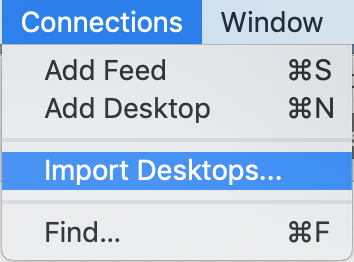 Connections Window
Add Feed ⌘S
Add Desktop ⌘N
Import Desktops...
Find... ⌘F